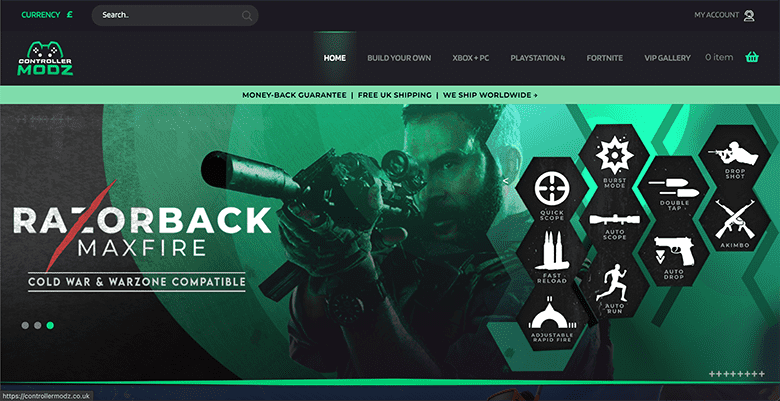 CURRENCY £
Search..
MY ACCOUNT
CONTROLLER
MODZ
HOME
BUILD YOUR OWN
XBOX + PC
PLAYSTATION 4
FORTNITE
VIP GALLERY
0 item
MONEY-BACK GUARANTEE | FREE UK SHIPPING | WE SHIP WORLDWIDE
RAZORBACK
MAXFIRE
COLD WAR & WARZONE COMPATIBLE
QUICK
SCOPE
FAST
RELOAD
ADJUSTABLE
RAPID FIRE
BURST
MODE
AUTO
SCOPE
AUTO
RUN
DOUBLE
TAP
AUTO
DROP
DROP
SHOT
AKIMBO
https://controllermodz.co.uk